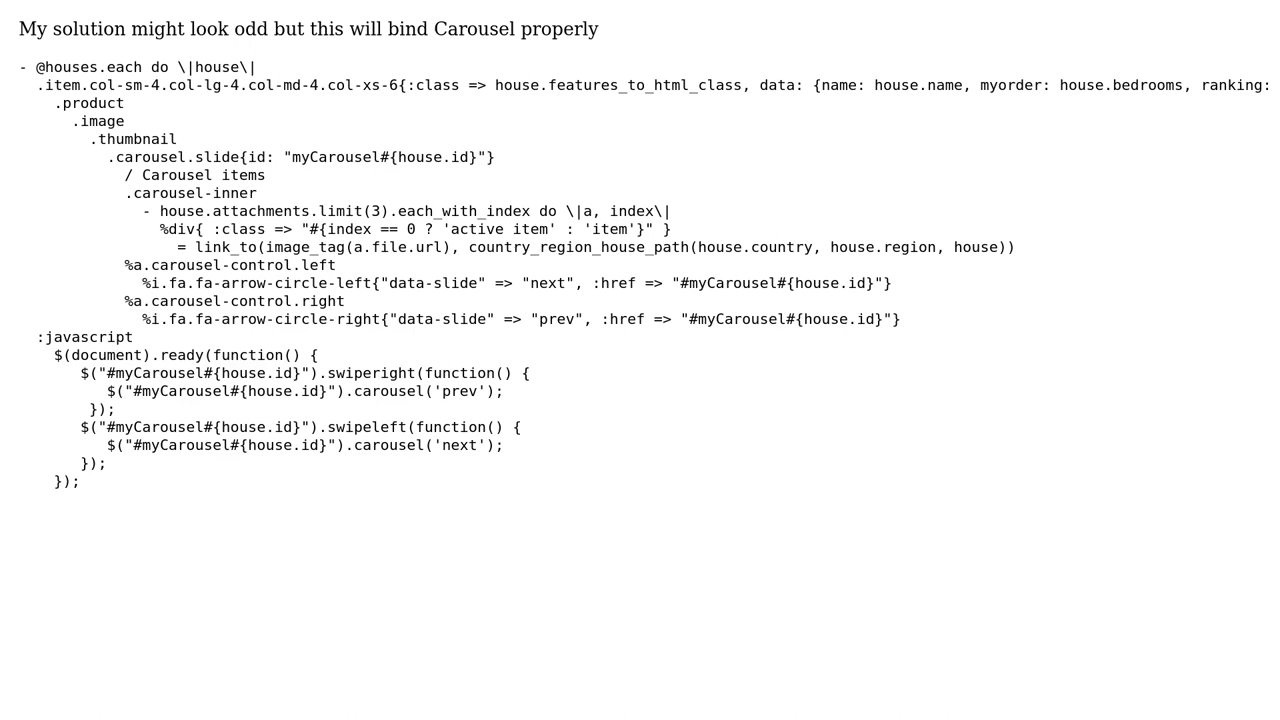 My solution might look odd but this will bind Carousel properly
- @houses.each do \|house\|
  .item.col-sm-4.col-lg-4.col-md-4.col-xs-6{:class => house.features_to_html_class, data: {name: house.name, myorder: house.bedrooms, ranking:
    .product
      .image
        .thumbnail
          .carousel.slide{id: "myCarousel#{house.id}"}
            / Carousel items
            .carousel-inner
              - house.attachments.limit(3).each_with_index do \|a, index\|
                %div{ :class => "#{index == 0 ? 'active item' : 'item'}" }
                  = link_to(image_tag(a.file.url), country_region_house_path(house.country, house.region, house))
            %a.carousel-control.left
              %i.fa.fa-arrow-circle-left{"data-slide" => "next", :href => "#myCarousel#{house.id}"}
            %a.carousel-control.right
              %i.fa.fa-arrow-circle-right{"data-slide" => "prev", :href => "#myCarousel#{house.id}"}
  :javascript
    $(document).ready(function() {
       $("#myCarousel#{house.id}").swiperight(function() {
          $("#myCarousel#{house.id}").carousel('prev');
        });
       $("#myCarousel#{house.id}").swipeleft(function() {
          $("#myCarousel#{house.id}").carousel('next');
       });
    });